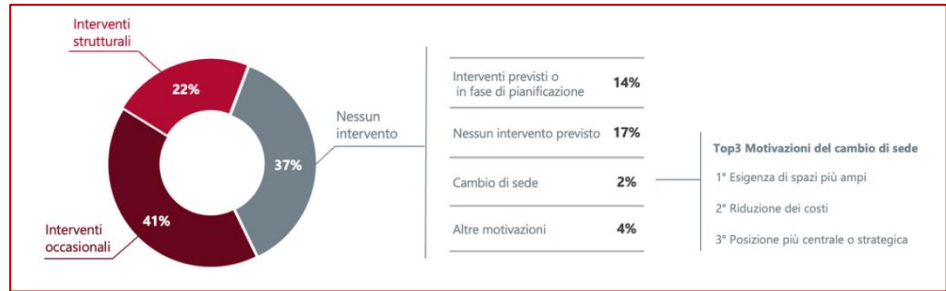 Interventi
strutturali
22%
Nessun
intervento
37%
41%
Interventi
occasionali
Interventi previsti o
in fase di pianificazione
14%
Nessun intervento previsto
17%
Cambio di sede
2%
Altre motivazioni
4%
Top3 Motivazioni del cambio di sede
1° Esigenza di spazi più ampi
2° Riduzione dei costi
3° Posizione più centrale o strategica